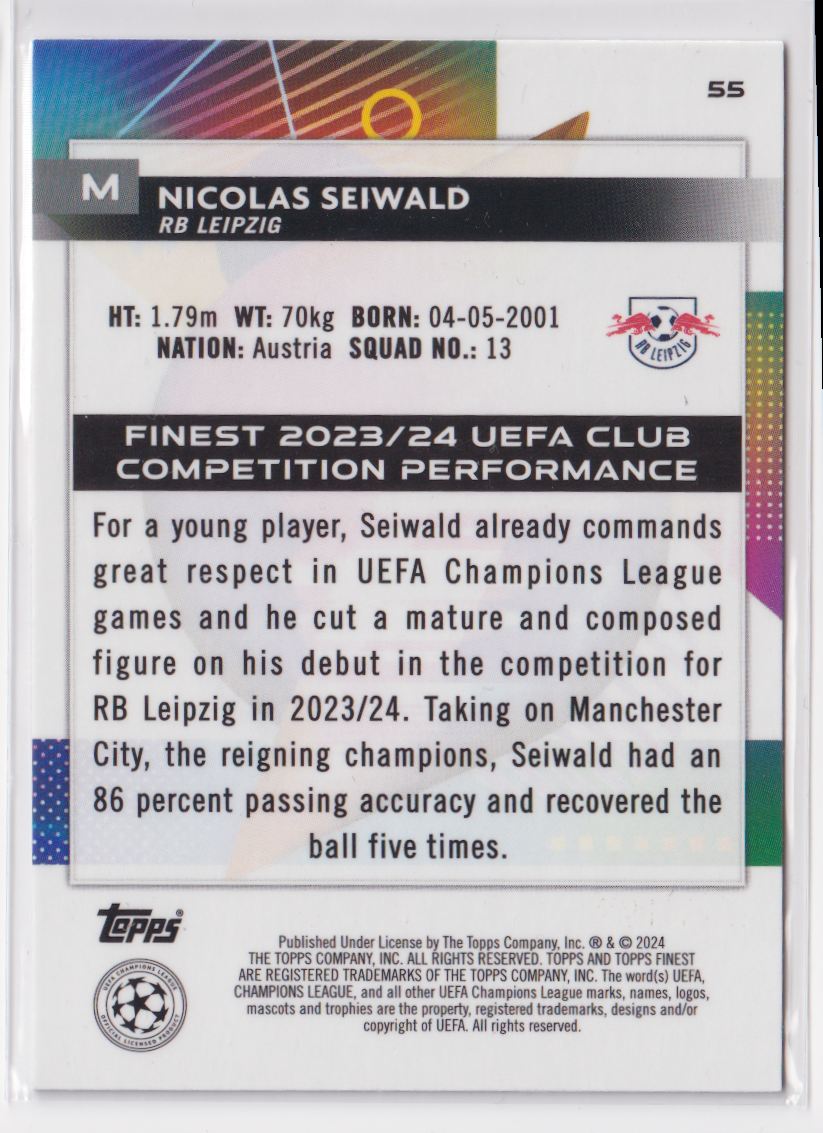 55
M
NICOLAS SEIWALD
RB LEIPZIG
HT: 1.79m WT: 70kg BORN: 04-05-2001
NATION: Austria SQUAD NO.: 13
RB LEIPZIG
FINEST 2023/24 UEFA CLUB
COMPETITION PERFORMANCE
For a young player, Seiwald already commands
great respect in UEFA Champions League
games and he cut a mature and composed
figure on his debut in the competition for
RB Leipzig in 2023/24. Taking on Manchester
City, the reigning champions, Seiwald had an
86 percent passing accuracy and recovered the
ball five times.
topps®
UEFA CHAMPIONS LEAGUE
OFFICIAL LICENSED PRODUCT
Published Under License by The Topps Company, Inc. ® & © 2024
THE TOPPS COMPANY, INC. ALL RIGHTS RESERVED. TOPPS AND TOPPS FINEST
ARE REGISTERED TRADEMARKS OF THE TOPPS COMPANY, INC. The word(s) UEFA,
CHAMPIONS LEAGUE, and all other UEFA Champions League marks, names, logos,
mascots and trophies are the property, registered trademarks, designs and/or
copyright of UEFA. All rights reserved.